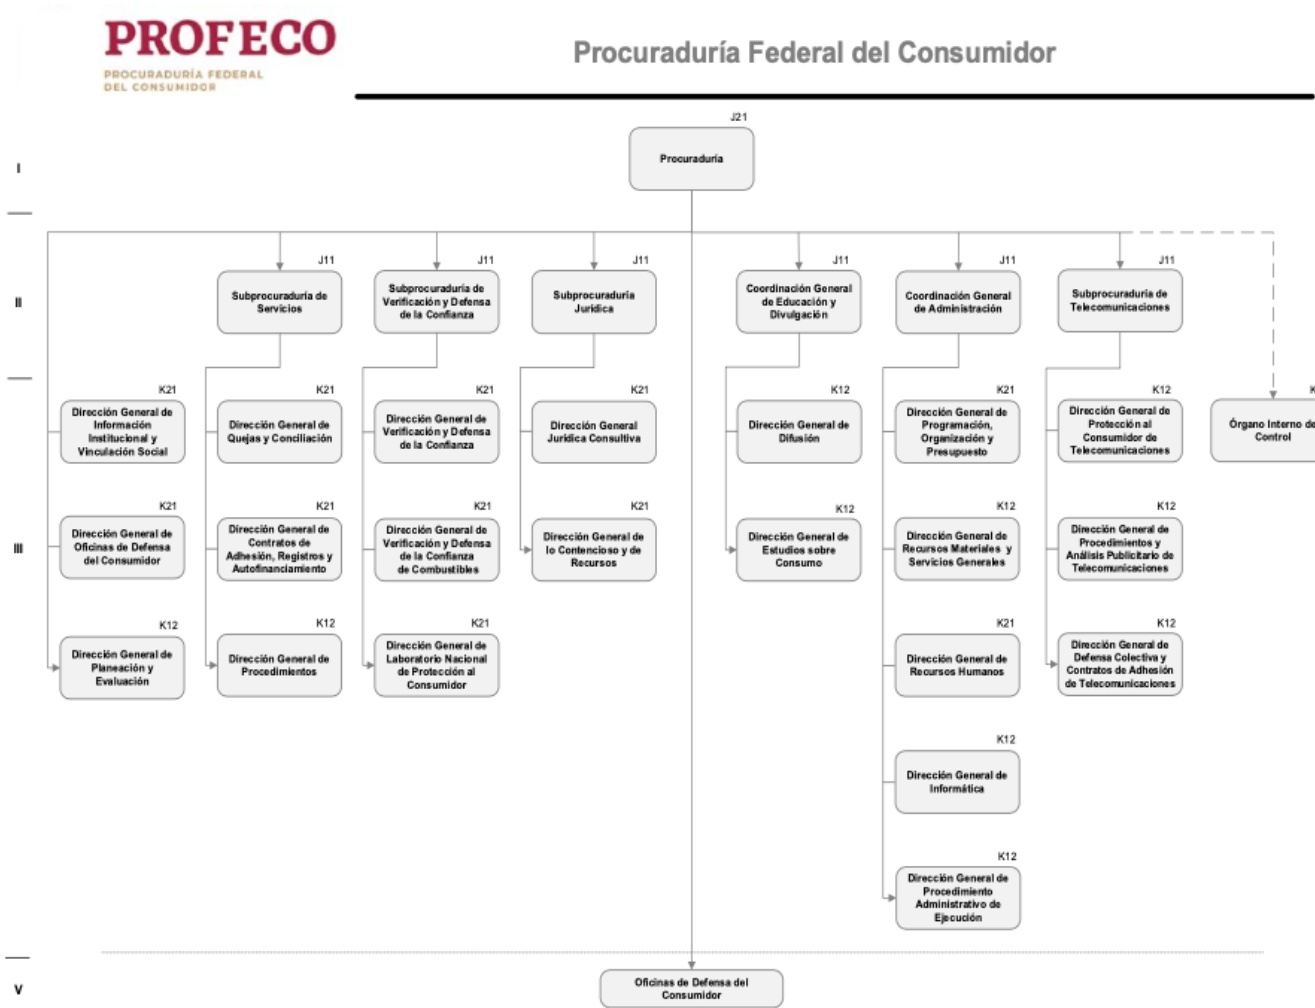 PROFECO
PROCURADURÍA FEDERAL
DEL CONSUMIDOR
Procuraduría Federal del Consumidor
I
J21
Procuraduría
II
J11
Subprocuraduría de
Servicios
J11
Subprocuraduría de
Verificación y Defensa
de la Confianza
J11
Subprocuraduría
Jurídica
J11
Coordinación General
de Educación y
Divulgación
J11
Coordinación General
de Administración
J11
Subprocuraduría de
Telecomunicaciones
III
K21
Dirección General de
Información
Institucional y
Vinculación Social
K21
Dirección General de
Quejas y Conciliación
K21
Dirección General de
Verificación y Defensa
de la Confianza
K21
Dirección General
Jurídica Consultiva
K12
Dirección General de
Difusión
K21
Dirección General de
Programación,
Organización y
Presupuesto
K12
Dirección General de
Protección al
Consumidor de
Telecomunicaciones
K
Órgano Interno de
Control
K21
Dirección General de
Oficinas de Defensa
del Consumidor
K21
Dirección General de
Contratos de
Adhesión, Registros y
Autofinanciamiento
K21
Dirección General de
Verificación y Defensa
de la Confianza
de Combustibles
K21
Dirección General de
lo Contencioso y de
Recursos
K12
Dirección General de
Estudios sobre
Consumo
K12
Dirección General de
Recursos Materiales y
Servicios Generales
K12
Dirección General de
Procedimientos y
Análisis Publicitario de
Telecomunicaciones
K12
Dirección General de
Planeación y
Evaluación
K12
Dirección General de
Procedimientos
K21
Dirección General de
Laboratorio Nacional
de Protección al
Consumidor
K21
Dirección General de
Recursos Humanos
K12
Dirección General de
Defensa Colectiva y
Contratos de Adhesión
de Telecomunicaciones
K12
Dirección General de
Informática
K12
Dirección General de
Procedimiento
Administrativo de
Ejecución
V
Oficinas de Defensa del
Consumidor